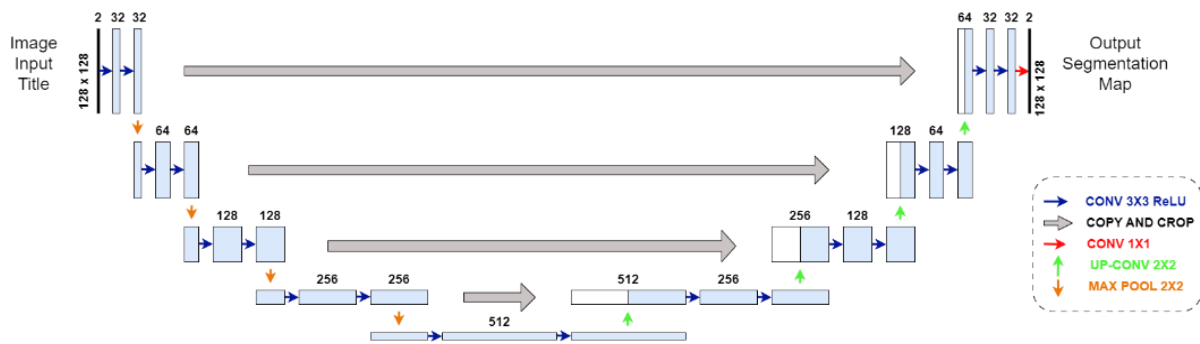 2 32 32
Image
Input
Title
128 x 128
64 32 32 2
Output
Segmentation
Map
128 x 128
64 64
128 64
128 128
256 128
256 256
512 256
512
CONV 3X3 ReLU
COPY AND CROP
CONV 1X1
UP-CONV 2X2
MAX POOL 2X2